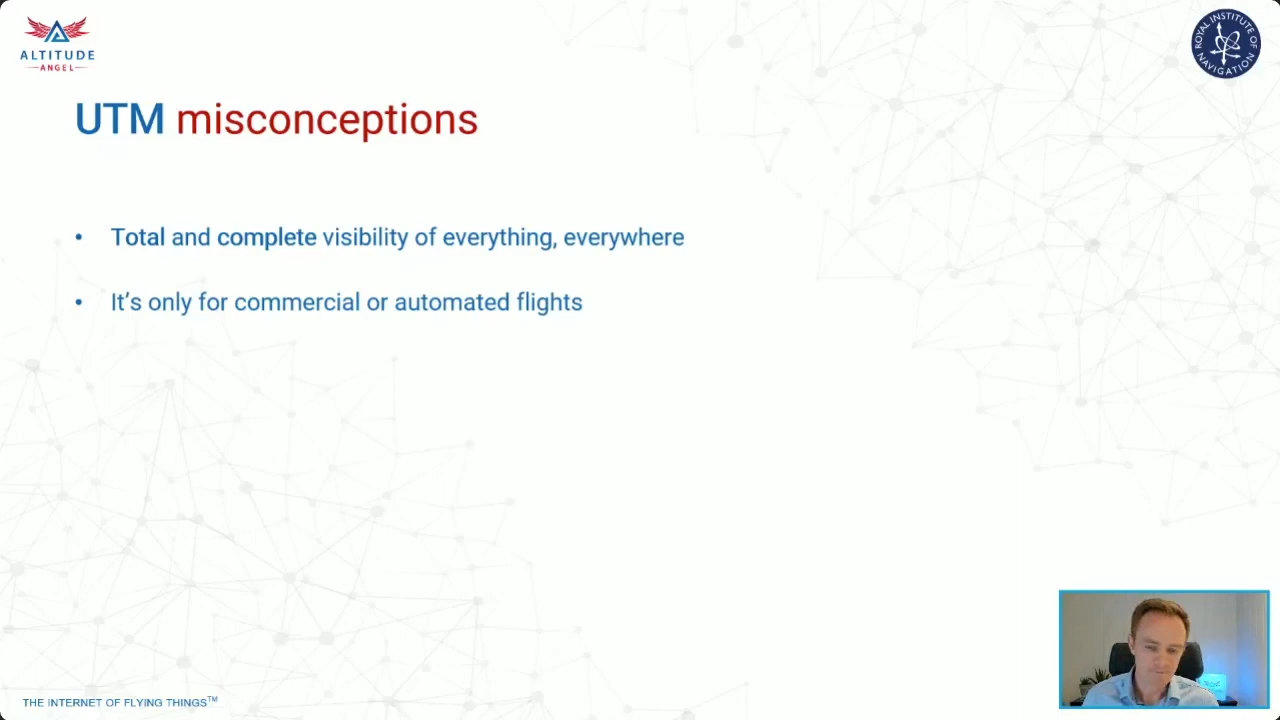 ALTITUDE
ANGEL
ROYAL INSTITUTE OF NAVIGATION
UTM misconceptions
• Total and complete visibility of everything, everywhere
• It's only for commercial or automated flights
THE INTERNET OF FLYING THINGS™